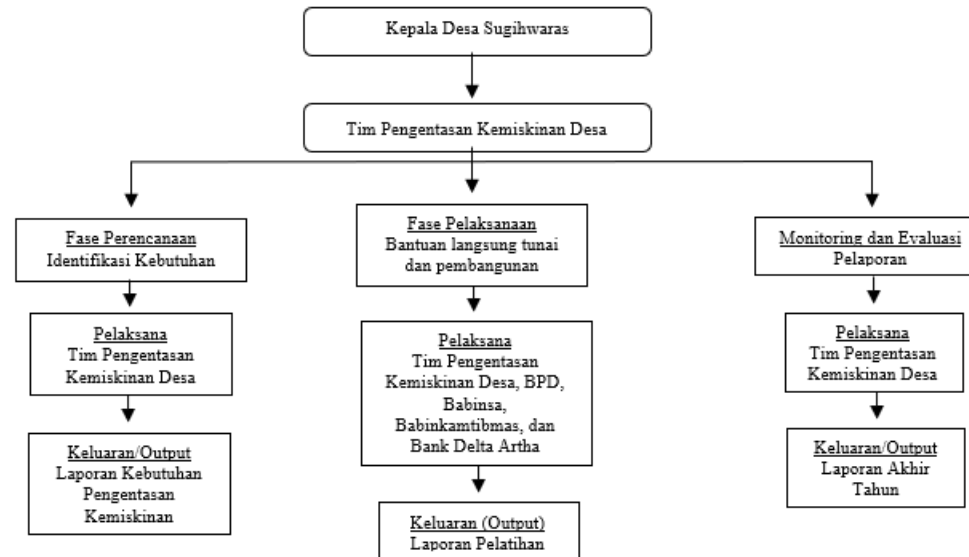 Kepala Desa Sugihwaras
Tim Pengentasan Kemiskinan Desa
Fase Perencanaan
Identifikasi Kebutuhan
Pelaksana
Tim Pengentasan
Kemiskinan Desa
Keluaran/Output
Laporan Kebutuhan
Pengentasan
Kemiskinan
Fase Pelaksanaan
Bantuan langsung tunai
dan pembangunan
Pelaksana
Tim Pengentasan
Kemiskinan Desa, BPD,
Babinsa,
Babinkamtibmas, dan
Bank Delta Artha
Keluaran (Output)
Laporan Pelatihan
Monitoring dan Evaluasi
Pelaporan
Pelaksana
Tim Pengentasan
Kemiskinan Desa
Keluaran/Output
Laporan Akhir
Tahun